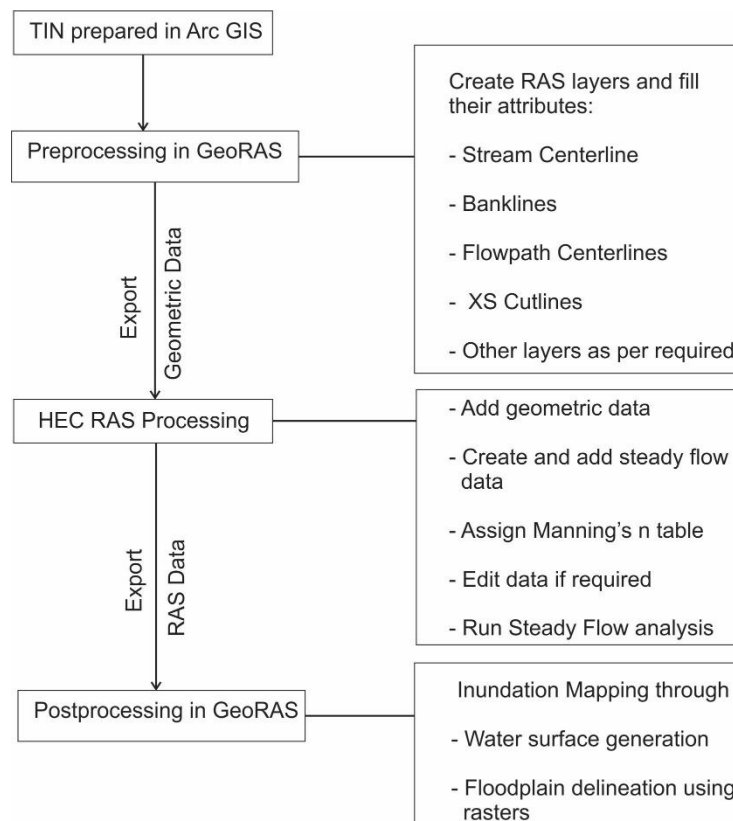 TIN prepared in Arc GIS
Preprocessing in GeoRAS
Create RAS layers and fill
their attributes:
- Stream Centerline
- Banklines
- Flowpath Centerlines
- XS Cutlines
- Other layers as per required
Export
Geometric Data
HEC RAS Processing
- Add geometric data
- Create and add steady flow
data
- Assign Manning's n table
- Edit data if required
- Run Steady Flow analysis
Export
RAS Data
Postprocessing in GeoRAS
Inundation Mapping through
- Water surface generation
- Floodplain delineation using
rasters